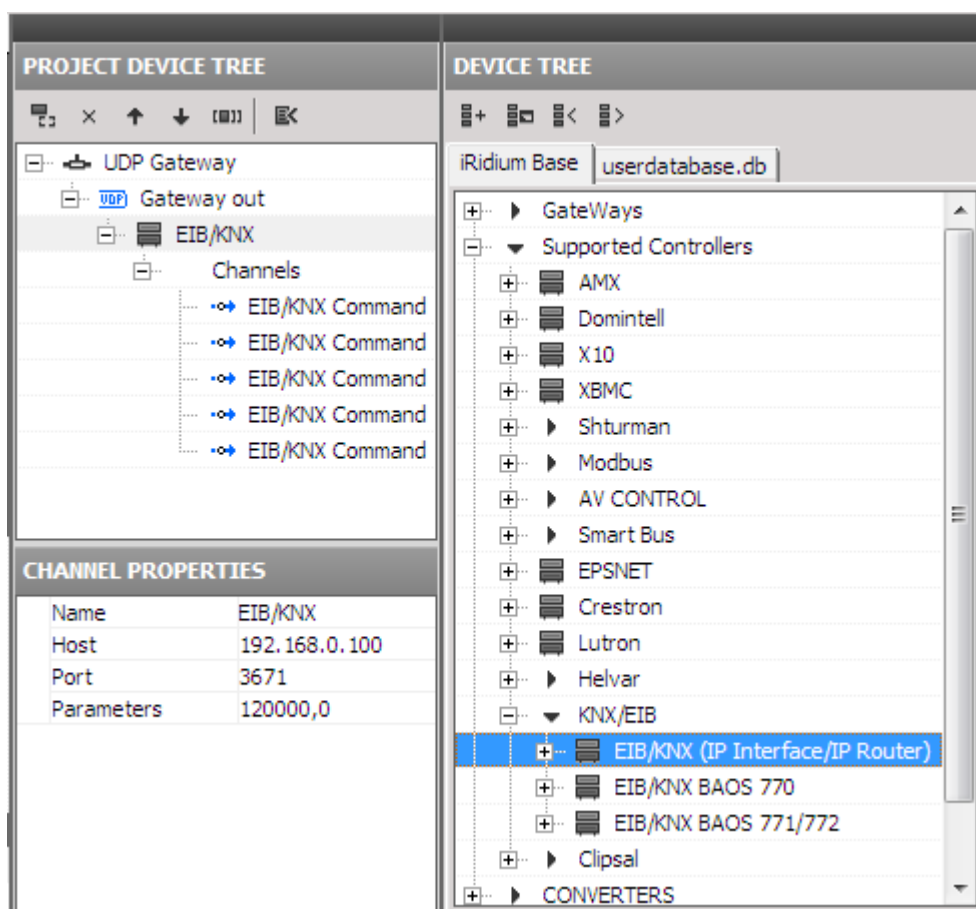 PROJECT DEVICE TREE
UDP Gateway
UDP Gateway out
EIB/KNX
Channels
EIB/KNX Command
EIB/KNX Command
EIB/KNX Command
EIB/KNX Command
EIB/KNX Command
CHANNEL PROPERTIES
Name EIB/KNX
Host 192.168.0.100
Port 3671
Parameters 120000,0
DEVICE TREE
iRidium Base userdatabase.db
GateWays
Supported Controllers
AMX
Domintell
X10
XBMC
Shturman
Modbus
AV CONTROL
Smart Bus
EPSNET
Crestron
Lutron
Helvar
KNX/EIB
EIB/KNX (IP Interface/IP Router)
EIB/KNX BAOS 770
EIB/KNX BAOS 771/772
Clipsal
CONVERTERS